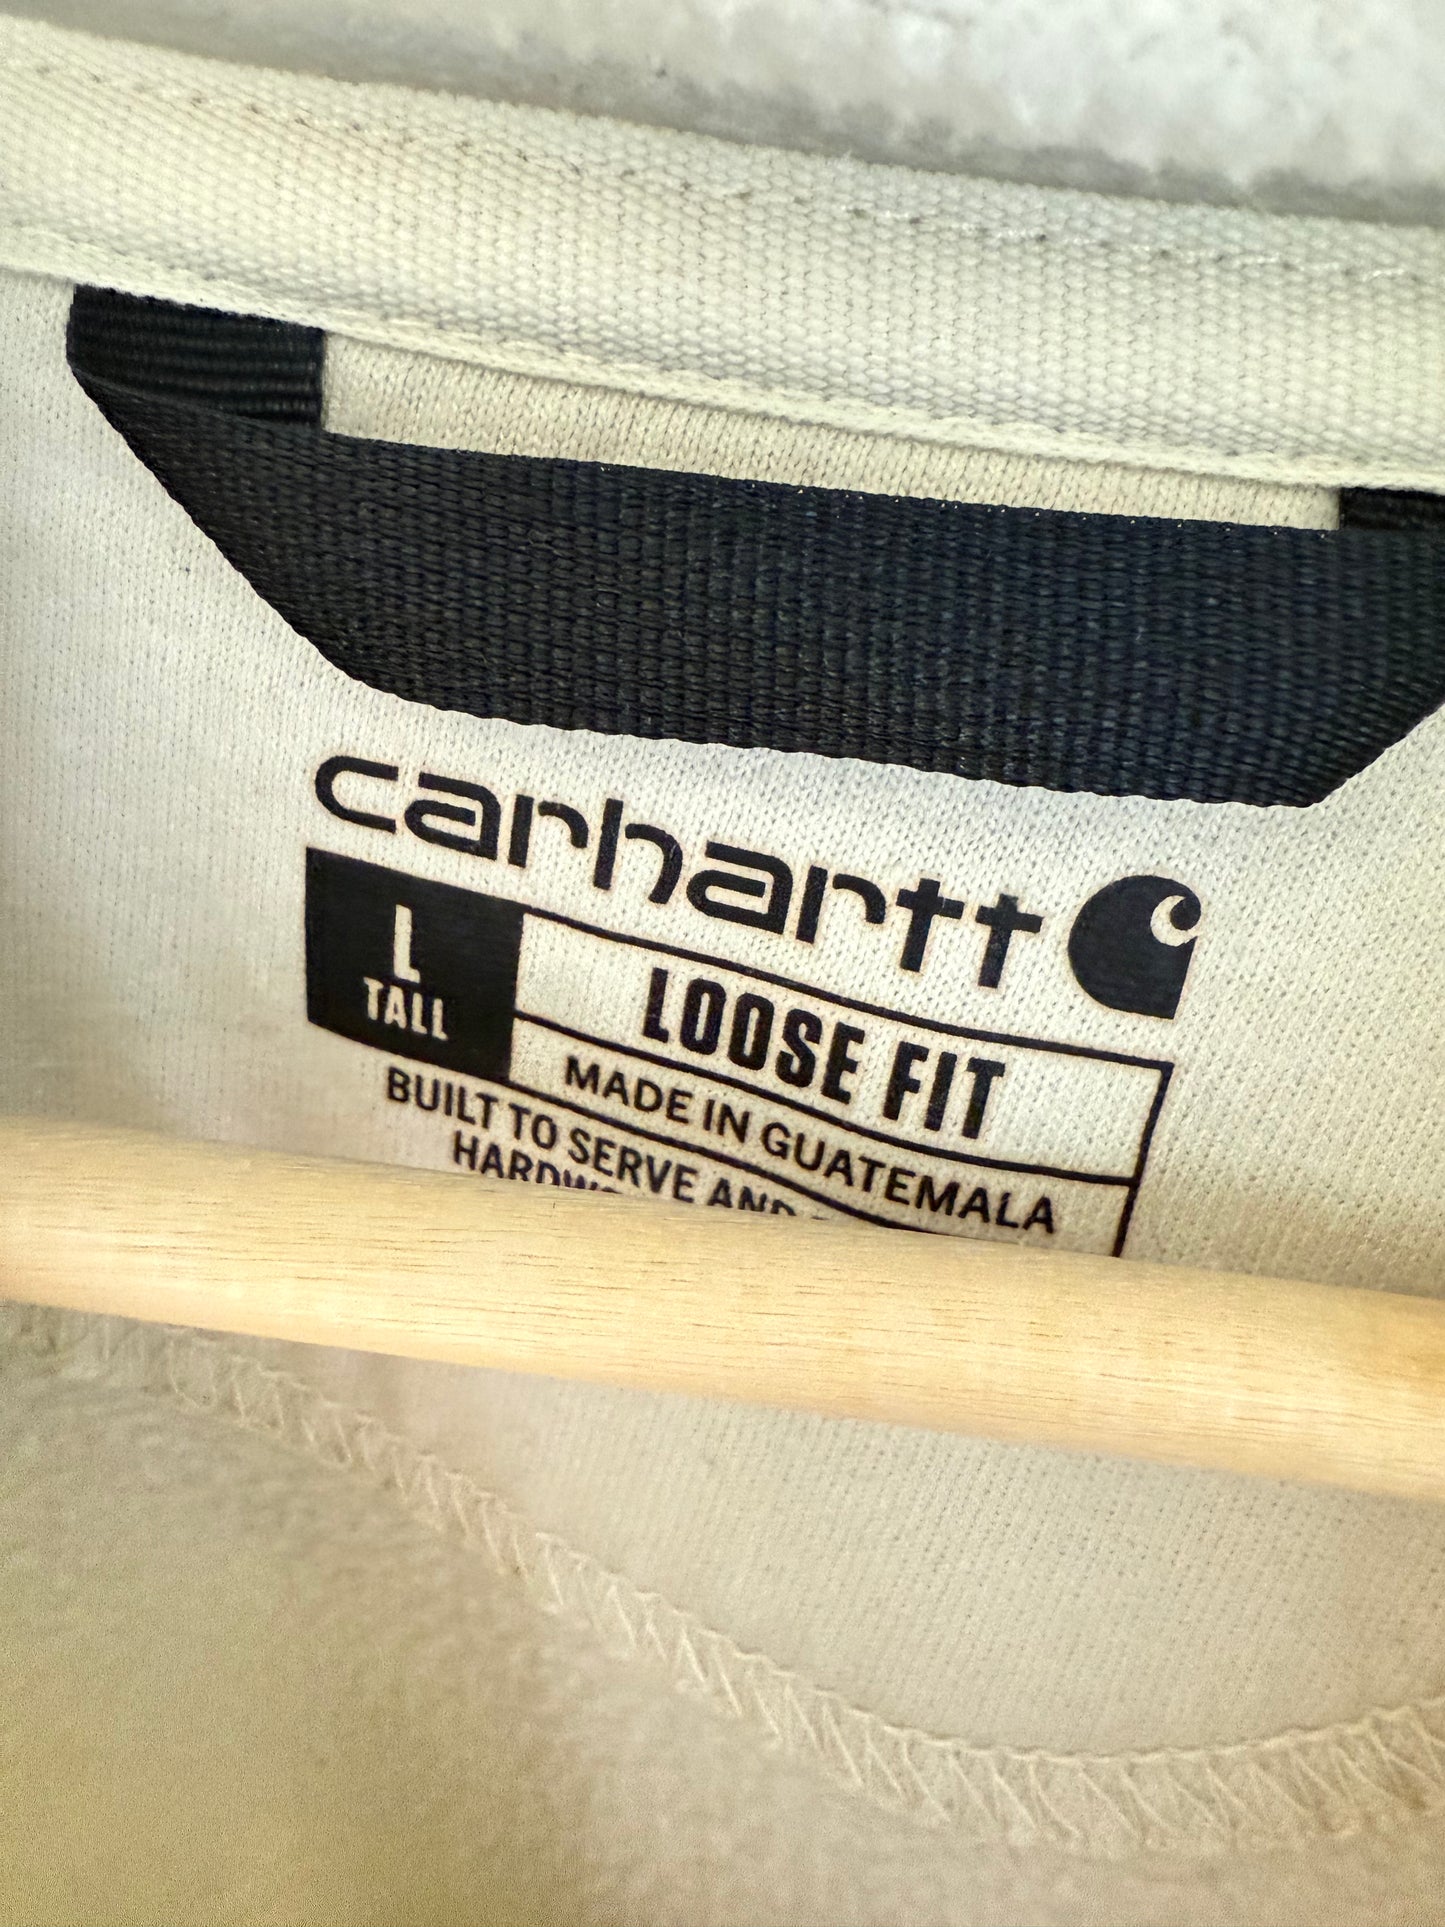 carhartt
L
TALL
LOOSE FIT
MADE IN GUATEMALA
BUILT TO SERVE AND